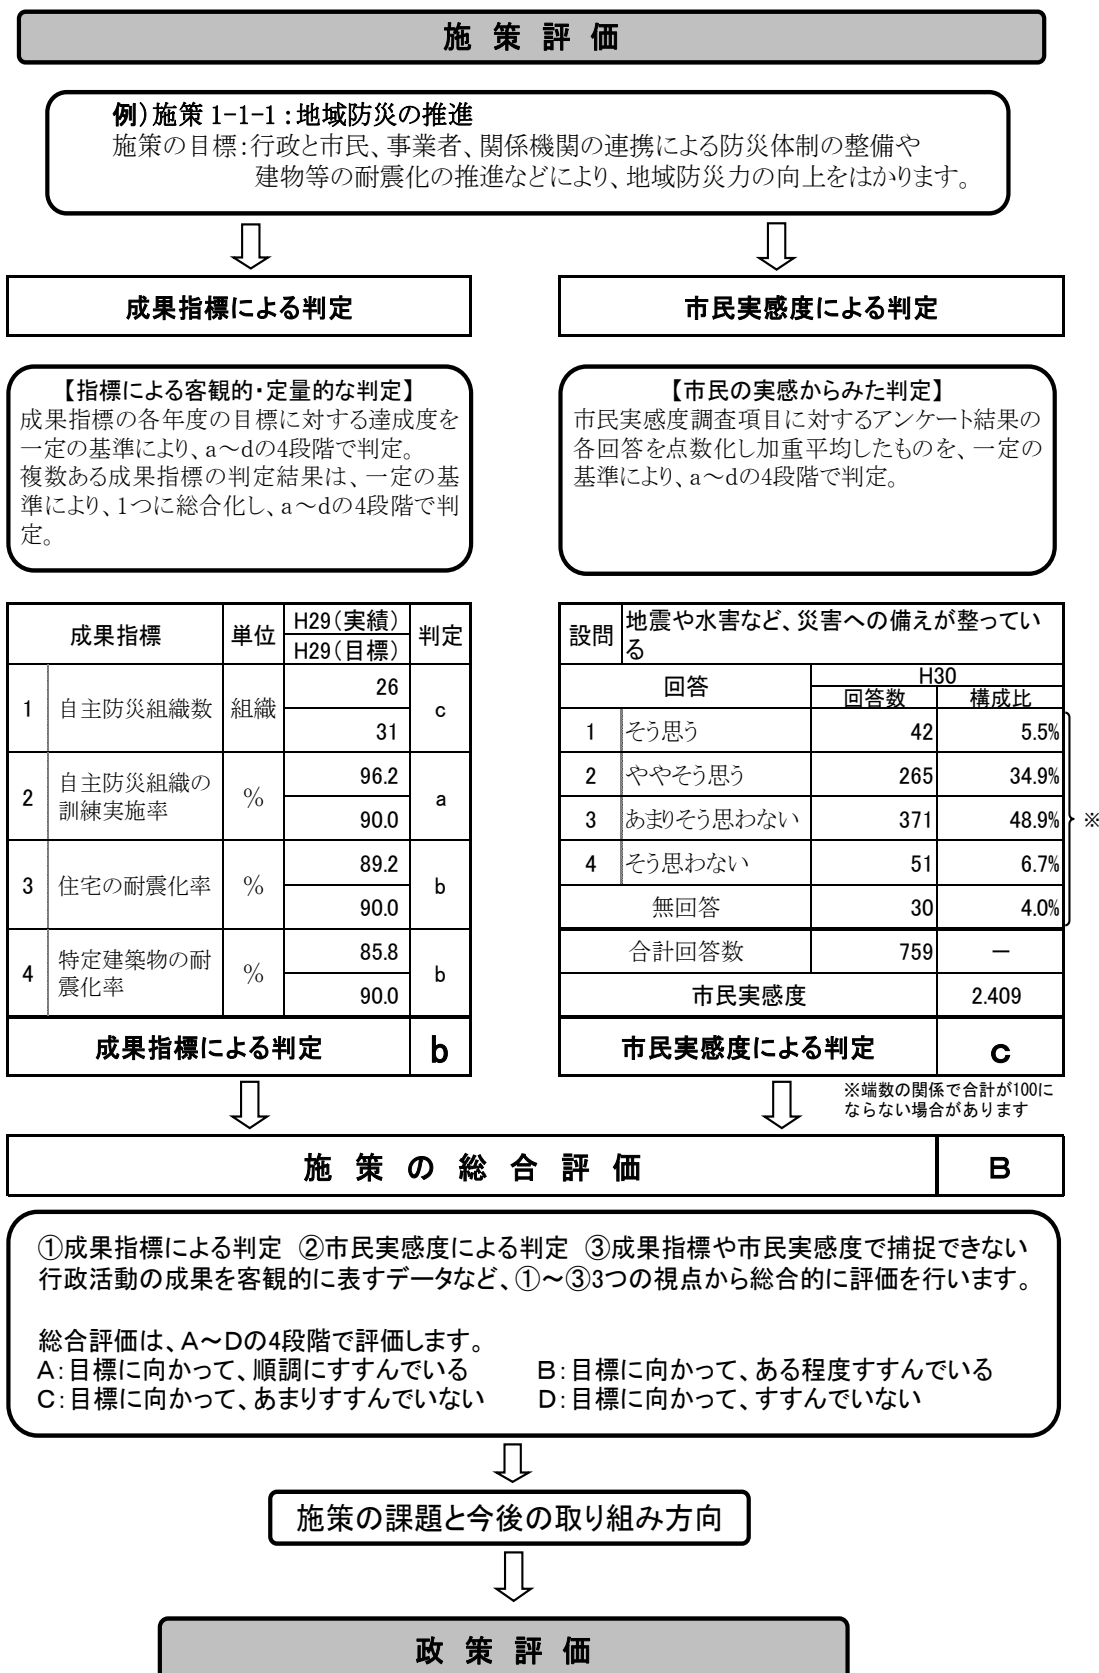 施策評価
例)施策 1-1-1:地域防災の推進
施策の目標:行政と市民、事業者、関係機関の連携による防災体制の整備や
建物等の耐震化の推進などにより、地域防災力の向上をはかります。
成果指標による判定
【指標による客観的・定量的な判定】
成果指標の各年度の目標に対する達成度を
一定の基準により、a～dの4段階で判定。
複数ある成果指標の判定結果は、一定の基
準により、1つに総合化し、a～dの4段階で判
定。
市民実感度による判定
【市民の実感からみた判定】
市民実感度調査項目に対するアンケート結果の
各回答を点数化し加重平均したものを、一定の
基準により、a～dの4段階で判定。
成果指標 単位 H29(実績) 判定
H29(目標)
1 自主防災組織数 組織 26 c
31
2 自主防災組織の % 96.2 a
訓練実施率 90.0
3 住宅の耐震化率 % 89.2 b
90.0
4 特定建築物の耐 % 85.8 b
震化率 90.0
成果指標による判定 b
設問 地震や水害など、災害への備えが整ってい
る
回答 H30
回答数 構成比
1 そう思う 42 5.5%
2 ややそう思う 265 34.9%
3 あまりそう思わない 371 48.9% ※
4 そう思わない 51 6.7%
無回答 30 4.0%
合計回答数 759 －
市民実感度 2.409
市民実感度による判定 c
※端数の関係で合計が100に
ならない場合があります
施策の総合評価 B
①成果指標による判定 ②市民実感度による判定 ③成果指標や市民実感度で捕捉できない
行政活動の成果を客観的に表すデータなど、①～③3つの視点から総合的に評価を行います。
総合評価は、A～Dの4段階で評価します。
A:目標に向かって、順調にすすんでいる B:目標に向かって、ある程度すすんでいる
C:目標に向かって、あまりすすんでいない D:目標に向かって、すすんでいない
施策の課題と今後の取り組み方向
政策評価